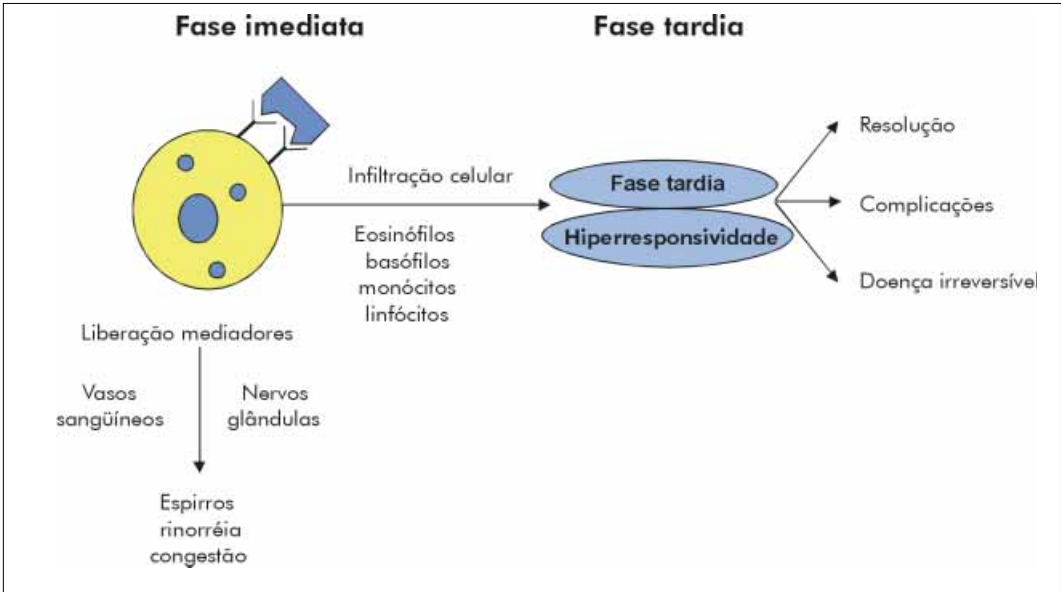 Fase imediata
Fase tardia
Infiltração celular
Eosinófilos
basófilos
monócitos
linfócitos
Fase tardia
Hiperresponsividade
Resolução
Complicações
Doença irreversível
Liberação mediadores
Vasos
sangüíneos
Nervos
glândulas
Espirros
rinorréia
congestão